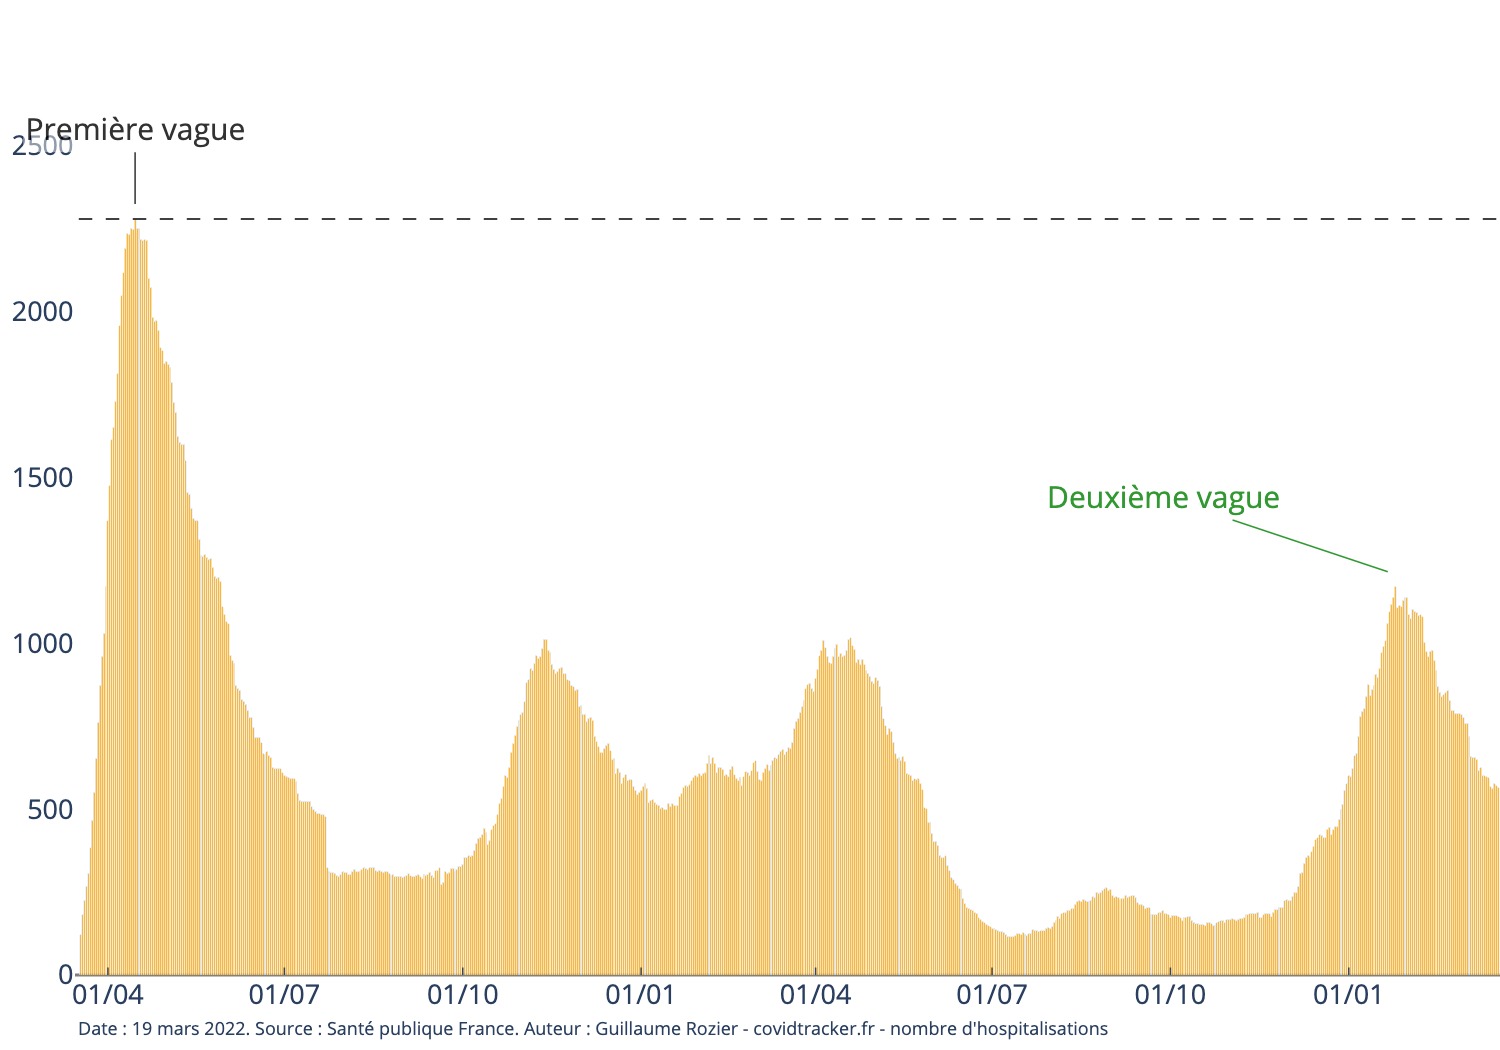 Première vague
2500
2000
1500
Deuxième vague
1000
500
0
01/04 01/07 01/10 01/01 01/04 01/07 01/10 01/01
Date : 19 mars 2022. Source : Santé publique France. Auteur : Guillaume Rozier - covidtracker.fr - nombre d'hospitalisations